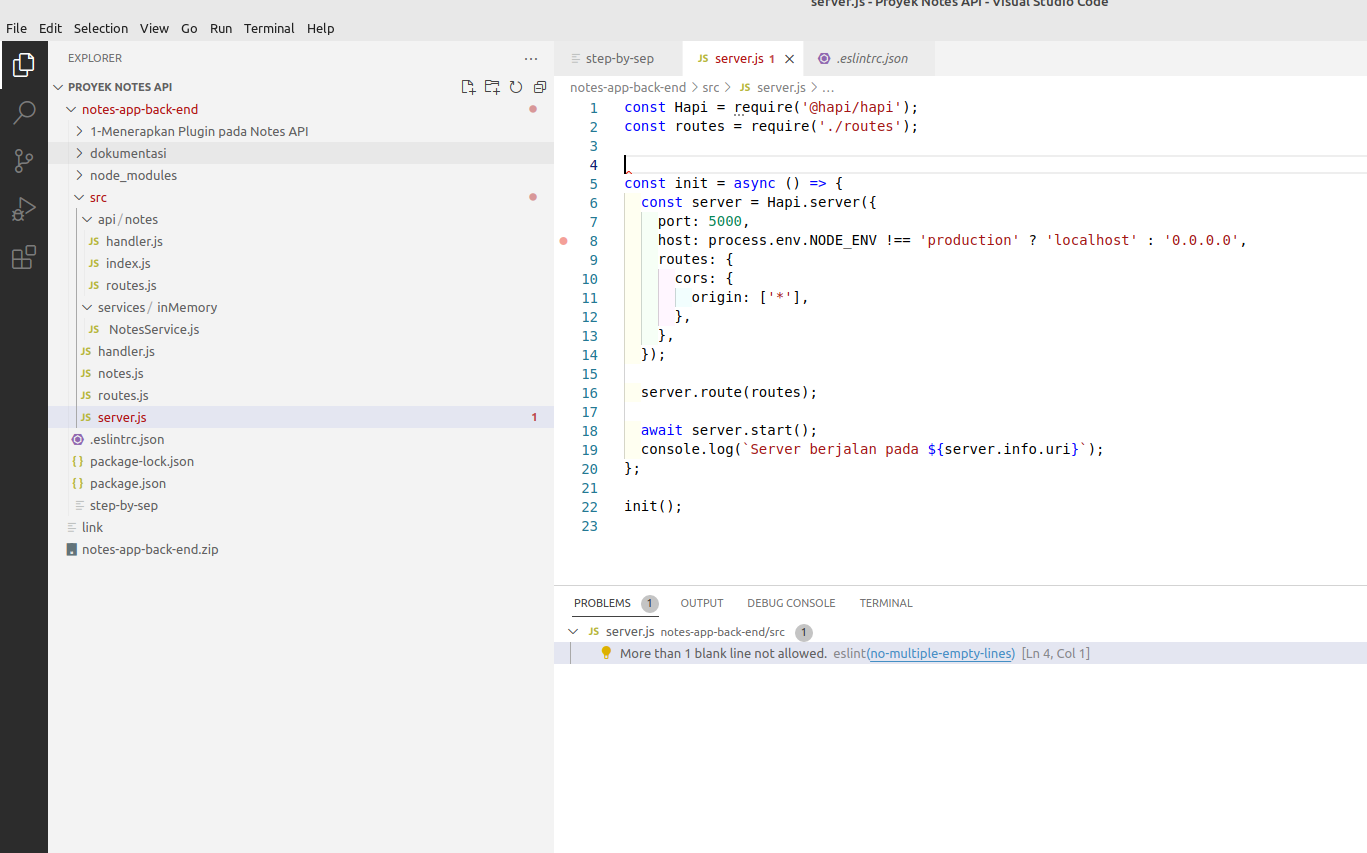 server.js - Proyek Notes API - Visual Studio Code
File Edit Selection View Go Run Terminal Help
EXPLORER
PROYEK NOTES API
notes-app-back-end
1-Menerapkan Plugin pada Notes API
dokumentasi
node_modules
src
api/notes
JS handler.js
JS index.js
JS routes.js
services/inMemory
JS NotesService.js
JS handler.js
JS notes.js
JS routes.js
JS server.js 1
.eslintrc.json
{} package-lock.json
{} package.json
step-by-sep
link
notes-app-back-end.zip
step-by-sep JS server.js 1 .eslintrc.json
notes-app-back-end > src > JS server.js > ...
1 const Hapi = require('@hapi/hapi');
2 const routes = require('./routes');
3
4
5 const init = async () => {
6 const server = Hapi.server({
7 port: 5000,
8 host: process.env.NODE_ENV !== 'production' ? 'localhost' : '0.0.0.0',
9 routes: {
10 cors: {
11 origin: ['*'],
12 },
13 },
14 });
15
16 server.route(routes);
17
18 await server.start();
19 console.log(`Server berjalan pada ${server.info.uri}`);
20 };
21
22 init();
23
PROBLEMS 1 OUTPUT DEBUG CONSOLE TERMINAL
JS server.js notes-app-back-end/src 1
More than 1 blank line not allowed. eslint(no-multiple-empty-lines) [Ln 4, Col 1]